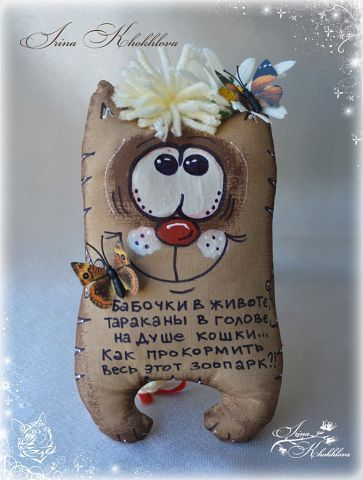 Irina Khokhlova
Бабочки в животе,
тараканы в голове,
на душе кошки...
Как прокормить
весь этот зоопарк?!
Irina
Khokhlova